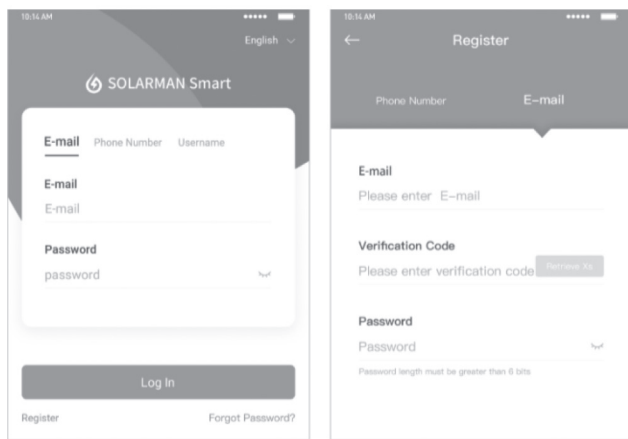 10:14 AM
English
SOLARMAN Smart
E-mail Phone Number Username
E-mail
E-mail
Password
password
Log In
Register Forgot Password?
10:14 AM
Register
Phone Number E-mail
E-mail
Please enter E-mail
Verification Code
Please enter verification code Retrieve Xs
Password
Password
Password length must be greater than 6 bits